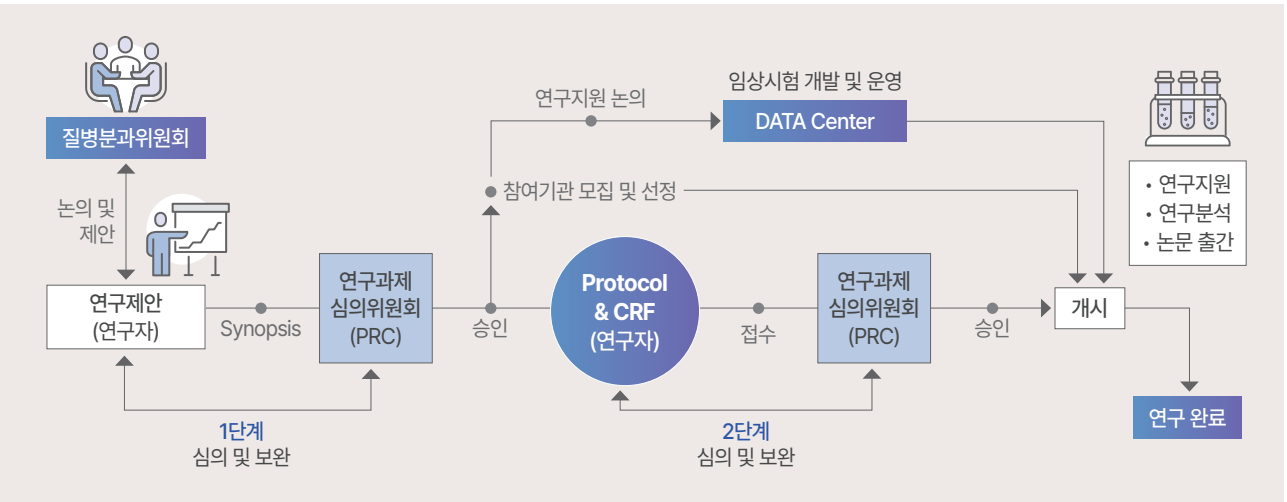 질병분과위원회
논의 및
제안
연구제안
(연구자)
Synopsis
연구과제
심의위원회
(PRC)
1단계
심의 및 보완
승인
참여기관 모집 및 선정
연구지원 논의
임상시험 개발 및 운영
DATA Center
Protocol
& CRF
(연구자)
접수
연구과제
심의위원회
(PRC)
2단계
심의 및 보완
승인
개시
• 연구지원
• 연구분석
• 논문 출간
연구 완료